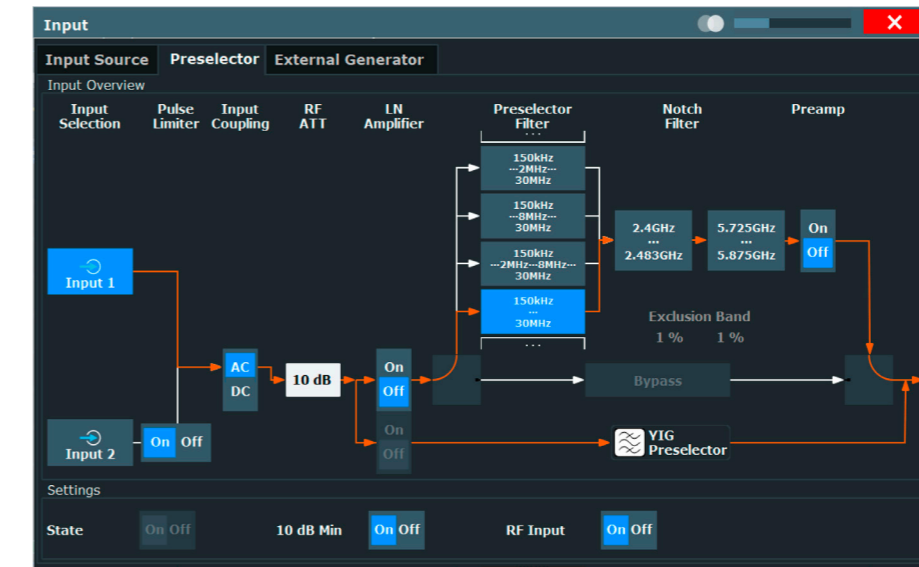 Input
Input Source Preselector External Generator
Input Overview
Input Selection
Pulse Limiter
Input Coupling
RF ATT
LN Amplifier
Preselector Filter
Notch Filter
Preamp
...
150kHz
...2MHz...
30MHz
150kHz
...8MHz...
30MHz
150kHz
...2MHz...8MHz...
30MHz
150kHz
...
30MHz
...
2.4GHz
...
2.483GHz
5.725GHz
...
5.875GHz
On
Off
Input 1
Exclusion Band
1 % 1 %
AC
DC
10 dB
On
Off
Bypass
Input 2
On Off
On
Off
YIG
Preselector
Settings
State On Off 10 dB Min On Off RF Input On Off